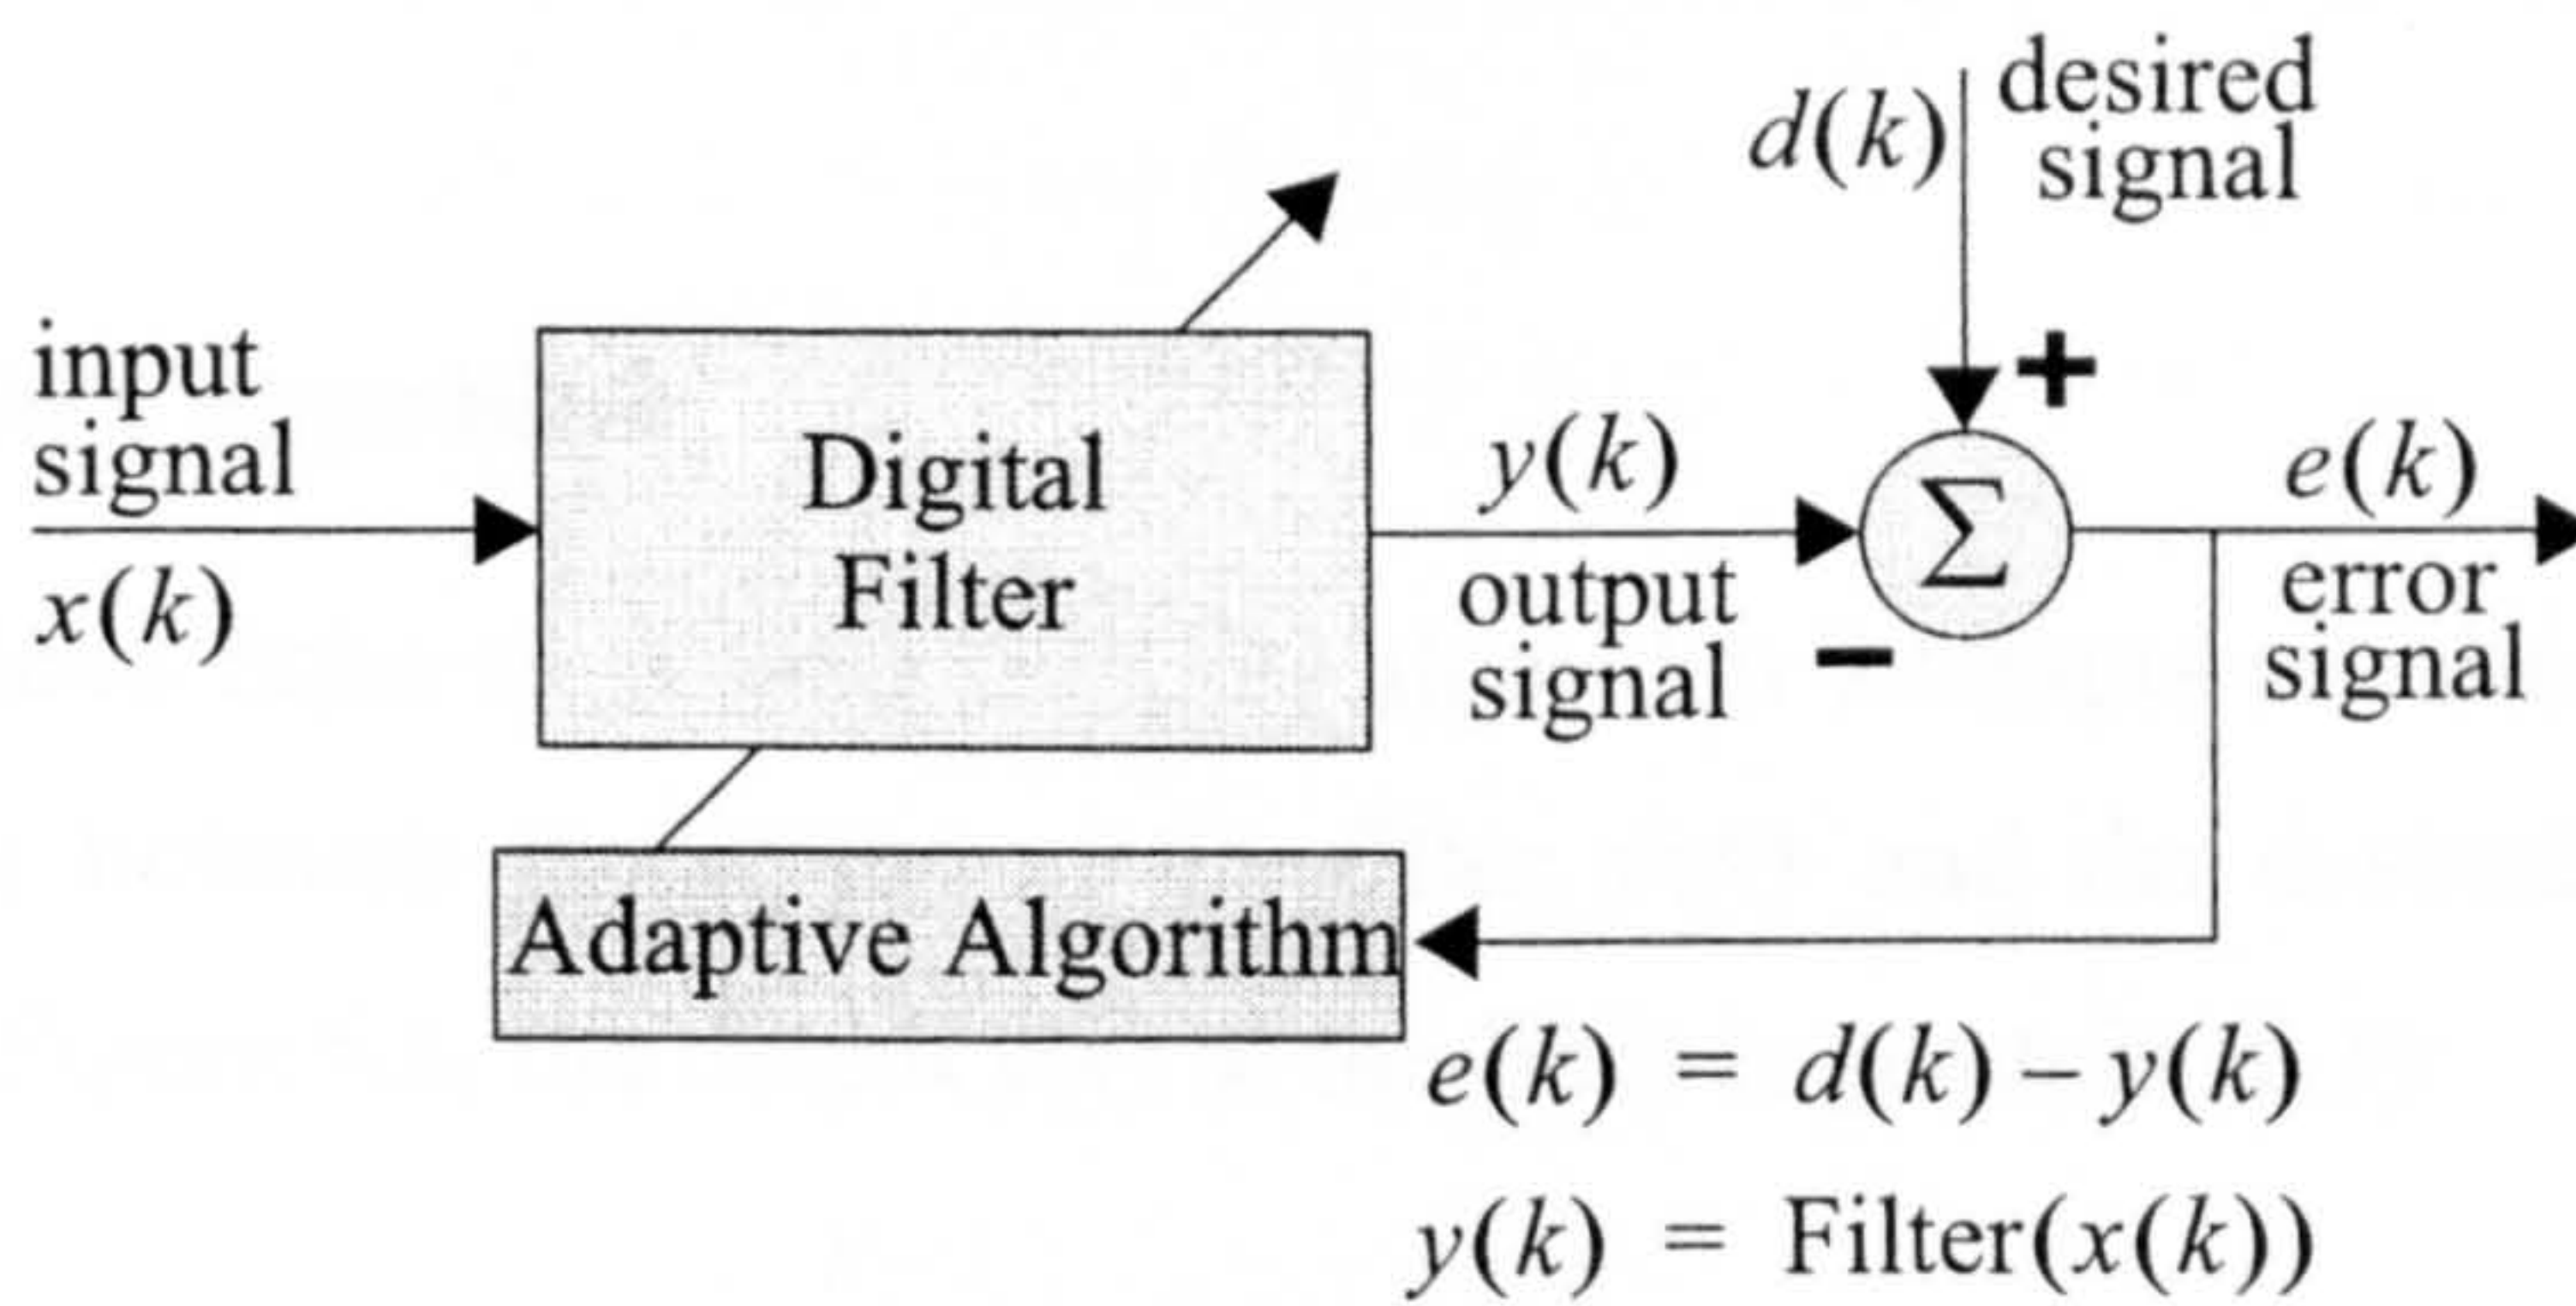 desired
signal
d(k)
+
input
signal
x(k)
Digital
Filter
y(k)
output
signal
−
Σ
e(k)
error
signal
Adaptive Algorithm
e(k) = d(k) – y(k)
y(k) = Filter(x(k))